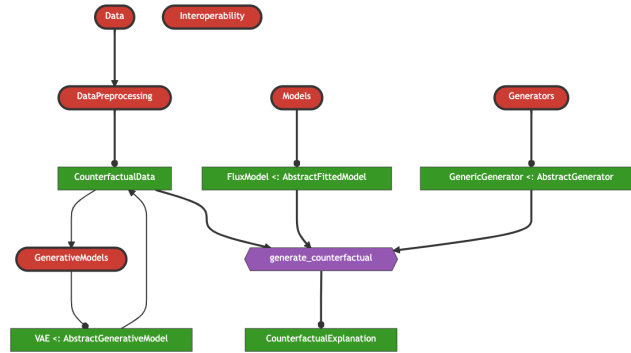 Data
Interoperability
DataPreprocessing
Models
Generators
CounterfactualData
FluxModel <: AbstractFittedModel
GenericGenerator <: AbstractGenerator
GenerativeModels
generate_counterfactual
VAE <: AbstractGenerativeModel
CounterfactualExplanation